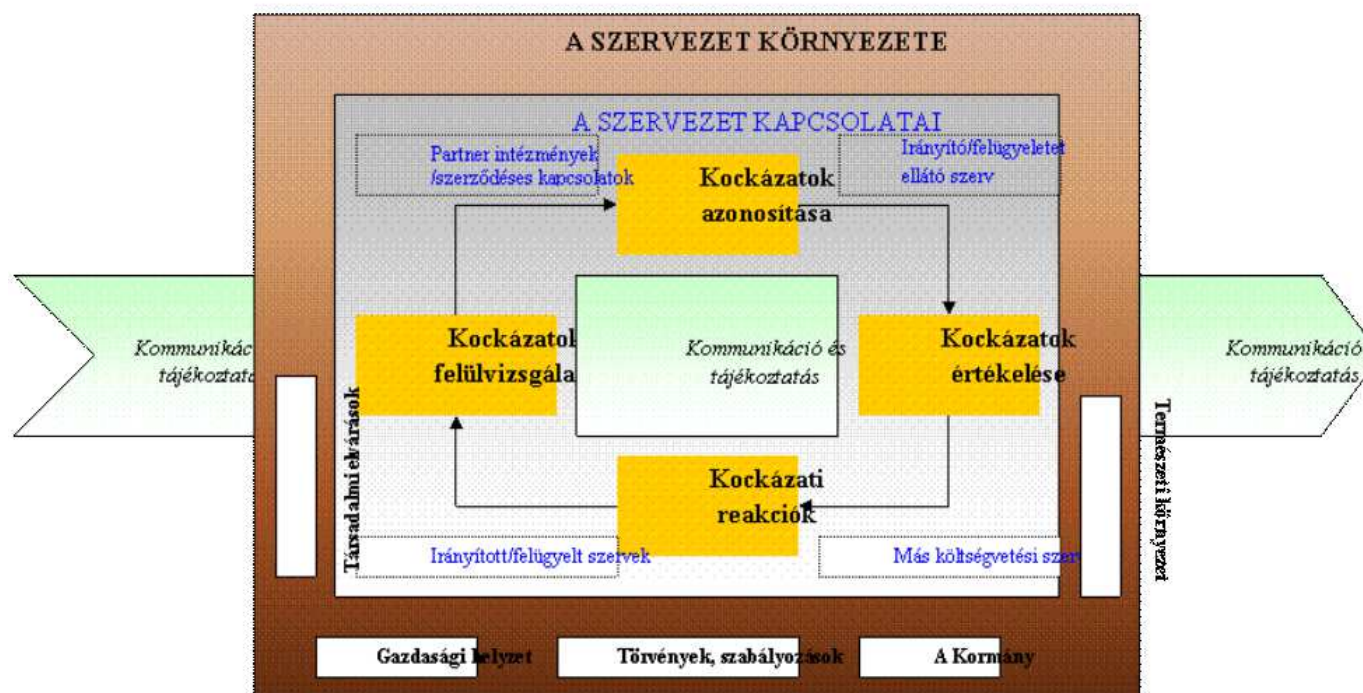 A SZERVEZET KÖRNYEZETE
A SZERVEZET KAPCSOLATAI
Partner intézmények
/szerződéses kapcsolatok
Irányító/felügyeletet
ellátó szerv
Kockázatok
azonosítása
Kommunikác
tájékoztata
Kockázatok
felülvizsgála
Kommunikáció és
tájékoztatás
Kockázatok
értékelése
Kommunikáció
tájékoztatás
Társadalmi elvárások
Természeti környezet
Kockázati
reakciók
Irányított/felügyelt szervek
Más költségvetési szer
Gazdasági helyzet
Törvények, szabályozások
A Kormány